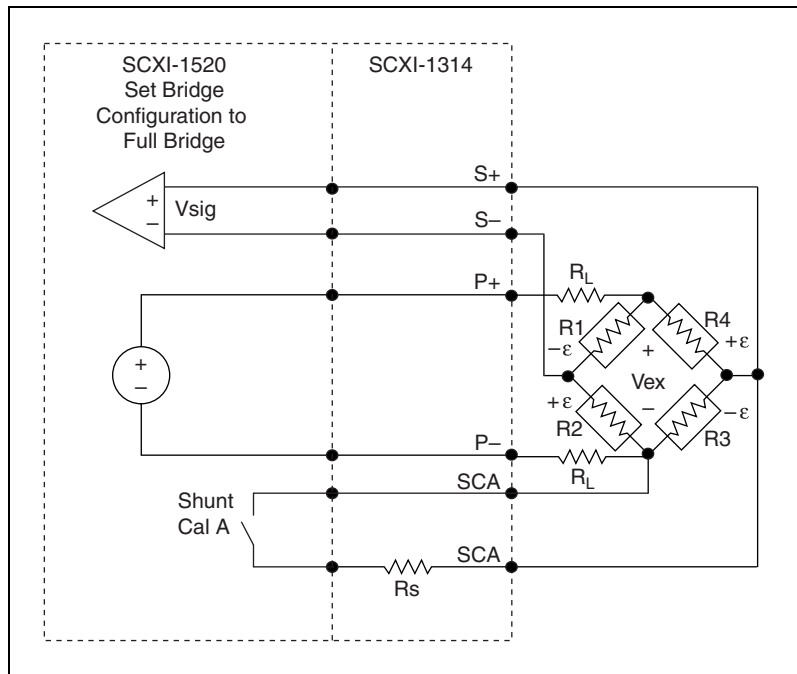 SCXI-1520
Set Bridge
Configuration to
Full Bridge
SCXI-1314
S+
+
Vsig
–
S–
P+
RL
R1
R4
–ε
+
+ε
+
–
Vex
+ε
–
–ε
R2
R3
P–
RL
SCA
Shunt
Cal A
SCA
Rs